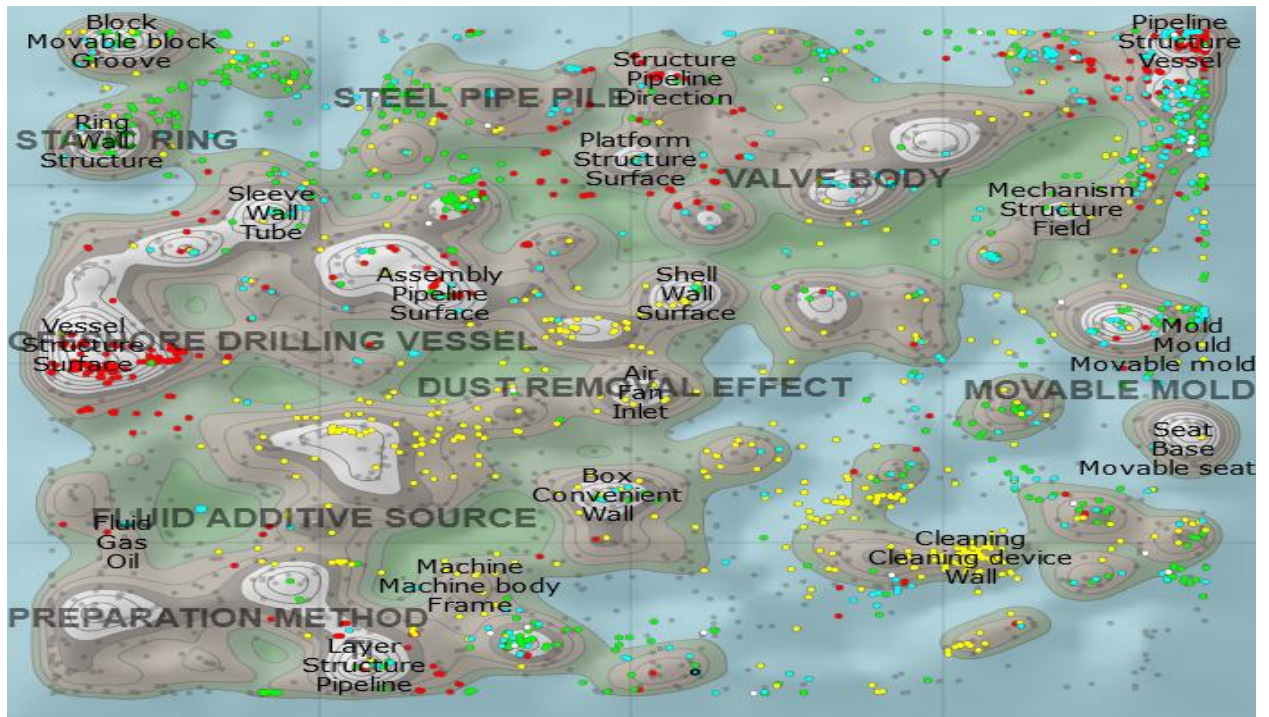 Block
Movable block
Groove
Pipeline
Structure
Vessel
Structure
Pipeline
Direction
STEEL PIPE PILE
Ring
Wall
Structure
Platform
Structure
Surface
VALVE BODY
Sleeve
Wall
Tube
Mechanism
Structure
Field
Assembly
Pipeline
Surface
Shell
Wall
Surface
Vessel
Structure
Surface
DRILLING VESSEL
Mold
Mould
Movable mold
Air
Fan
Inlet
DUST REMOVAL EFFECT
MOVABLE MOLD
Seat
Base
Movable seat
Box
Convenient
Wall
FLUID ADDITIVE SOURCE
Fluid
Gas
Oil
Cleaning
Cleaning device
Wall
Machine
Machine body
Frame
PREPARATION METHOD
Layer
Structure
Pipeline